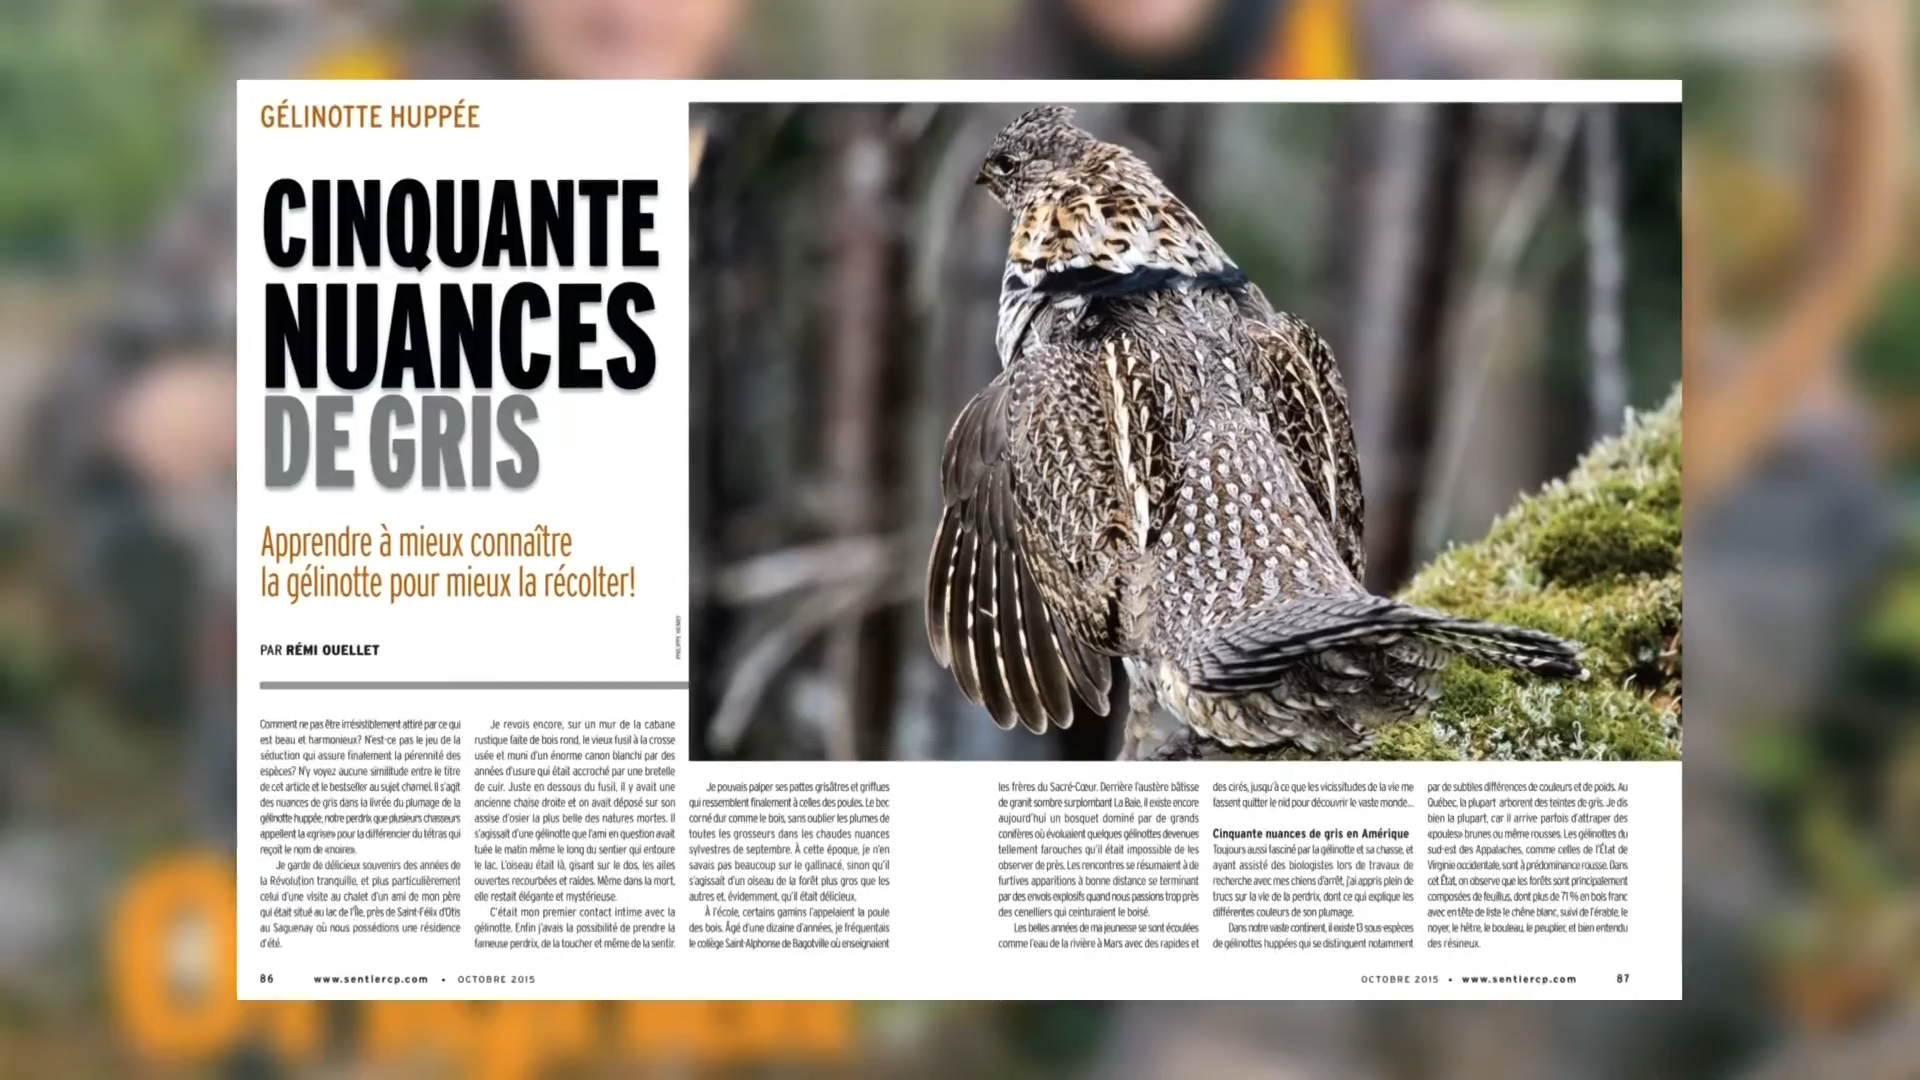 GÉLINOTTE HUPPÉE
CINQUANTE
NUANCES
DE GRIS
Apprendre à mieux connaître
la gélinotte pour mieux la récolter!
PAR RÉMI OUELLET
PHILIPPE HENRY
Comment ne pas être irrésistiblement attiré par ce qui
est beau et harmonieux? N'est-ce pas le jeu de la
séduction qui assure finalement la pérennité des
espèces? N'y voyez aucune similitude entre le titre
de cet article et le bestseller au sujet charnel. Il s'agit
des nuances de gris dans la livrée du plumage de la
gélinotte huppée, notre perdrix que plusieurs chasseurs
appellent la «grise» pour la différencier du tétras qui
reçoit le nom de «noire».
Je garde de délicieux souvenirs des années de
la Révolution tranquille, et plus particulièrement
celui d'une visite au chalet d'un ami de mon père
qui était situé au lac de l'Île, près de Saint-Félix d'Otis
au Saguenay où nous possédions une résidence
d'été.
Je revois encore, sur un mur de la cabane
rustique faite de bois rond, le vieux fusil à la crosse
usée et muni d'un énorme canon blanchi par des
années d'usure qui était accroché par une bretelle
de cuir. Juste en dessous du fusil, il y avait une
ancienne chaise droite et on avait déposé sur son
assise d'osier la plus belle des natures mortes. Il
s'agissait d'une gélinotte que l'ami en question avait
tuée le matin même le long du sentier qui entoure
le lac. L'oiseau était là, gisant sur le dos, les ailes
ouvertes recourbées et raides. Même dans la mort,
elle restait élégante et mystérieuse.
C'était mon premier contact intime avec la
gélinotte. Enfin j'avais la possibilité de prendre la
fameuse perdrix, de la toucher et même de la sentir.
Je pouvais palper ses pattes grisâtres et griffues
qui ressemblent finalement à celles des poules. Le bec
corné dur comme le bois, sans oublier les plumes de
toutes les grosseurs dans les chaudes nuances
sylvestres de septembre. À cette époque, je n'en
savais pas beaucoup sur le gallinacé, sinon qu'il
s'agissait d'un oiseau de la forêt plus gros que les
autres et, évidemment, qu'il était délicieux.
À l'école, certains gamins l'appelaient la poule
des bois. Âgé d'une dizaine d'années, je fréquentais
le collège Saint-Alphonse de Bagotville où enseignaient
les frères du Sacré-Cœur. Derrière l'austère bâtisse
de granit sombre surplombant La Baie, il existe encore
aujourd'hui un bosquet dominé par de grands
conifères où évoluaient quelques gélinottes devenues
tellement farouches qu'il était impossible de les
observer de près. Les rencontres se résumaient à de
furtives apparitions à bonne distance se terminant
par des envols explosifs quand nous passions trop près
des cenelliers qui ceinturaient le boisé.
Les belles années de ma jeunesse se sont écoulées
comme l'eau de la rivière à Mars avec des rapides et
des cirés, jusqu'à ce que les vicissitudes de la vie me
fassent quitter le nid pour découvrir le vaste monde...
Cinquante nuances de gris en Amérique
Toujours aussi fasciné par la gélinotte et sa chasse, et
ayant assisté des biologistes lors de travaux de
recherche avec mes chiens d'arrêt, j'ai appris plein de
trucs sur la vie de la perdrix, dont ce qui explique les
différentes couleurs de son plumage.
Dans notre vaste continent, il existe 13 sous-espèces
de gélinottes huppées qui se distinguent notamment
par de subtiles différences de couleurs et de poids. Au
Québec, la plupart arborent des teintes de gris. Je dis
bien la plupart, car il arrive parfois d'attraper des
«poules» brunes ou même rousses. Les gélinottes du
sud-est des Appalaches, comme celles de l'État de
Virginie occidentale, sont à prédominance rousse. Dans
cet État, on observe que les forêts sont principalement
composées de feuillus, dont plus de 71 % en bois franc
avec en tête de liste le chêne blanc, suivi de l'érable, le
noyer, le hêtre, le bouleau, le peuplier, et bien entendu
des résineux.
86 www.sentiercp.com • OCTOBRE 2015
OCTOBRE 2015 • www.sentiercp.com 87